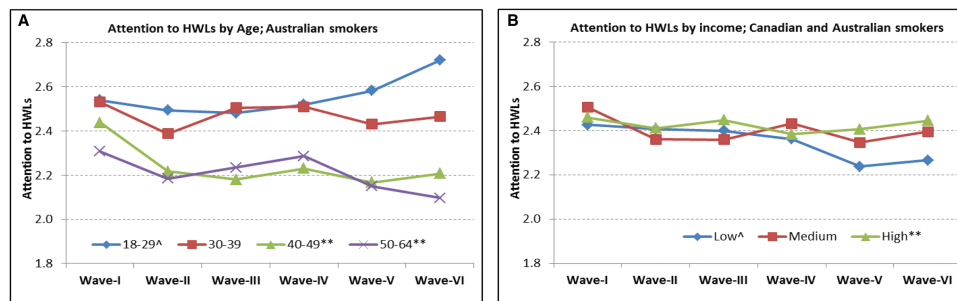 A
Attention to HWLs by Age; Australian smokers
Attention to HWLs
2.8
2.6
2.4
2.2
2.0
1.8
18-29^ 30-39 40-49** 50-64**
Wave-I Wave-II Wave-III Wave-IV Wave-V Wave-VI
B
Attention to HWLs by income; Canadian and Australian smokers
Attention to HWLs
2.8
2.6
2.4
2.2
2.0
1.8
Low^ Medium High**
Wave-I Wave-II Wave-III Wave-IV Wave-V Wave-VI